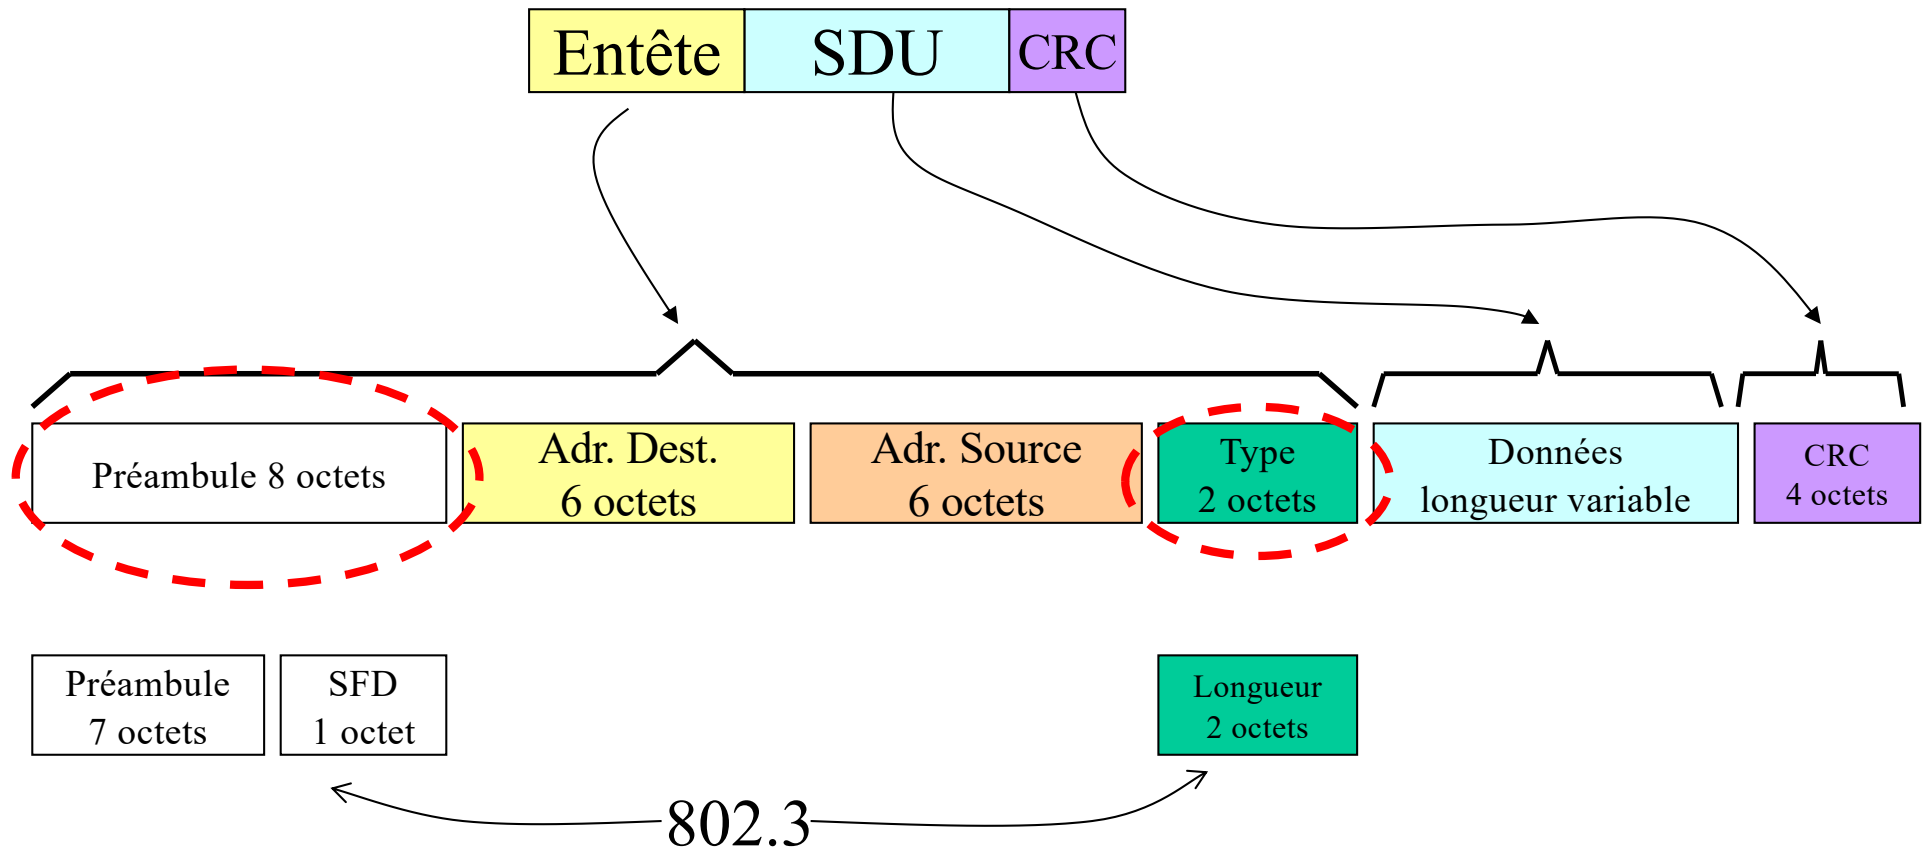 Entête SDU CRC
Préambule 8 octets
Adr. Dest.
6 octets
Adr. Source
6 octets
Type
2 octets
Données
longueur variable
CRC
4 octets
Préambule
7 octets
SFD
1 octet
Longueur
2 octets
802.3